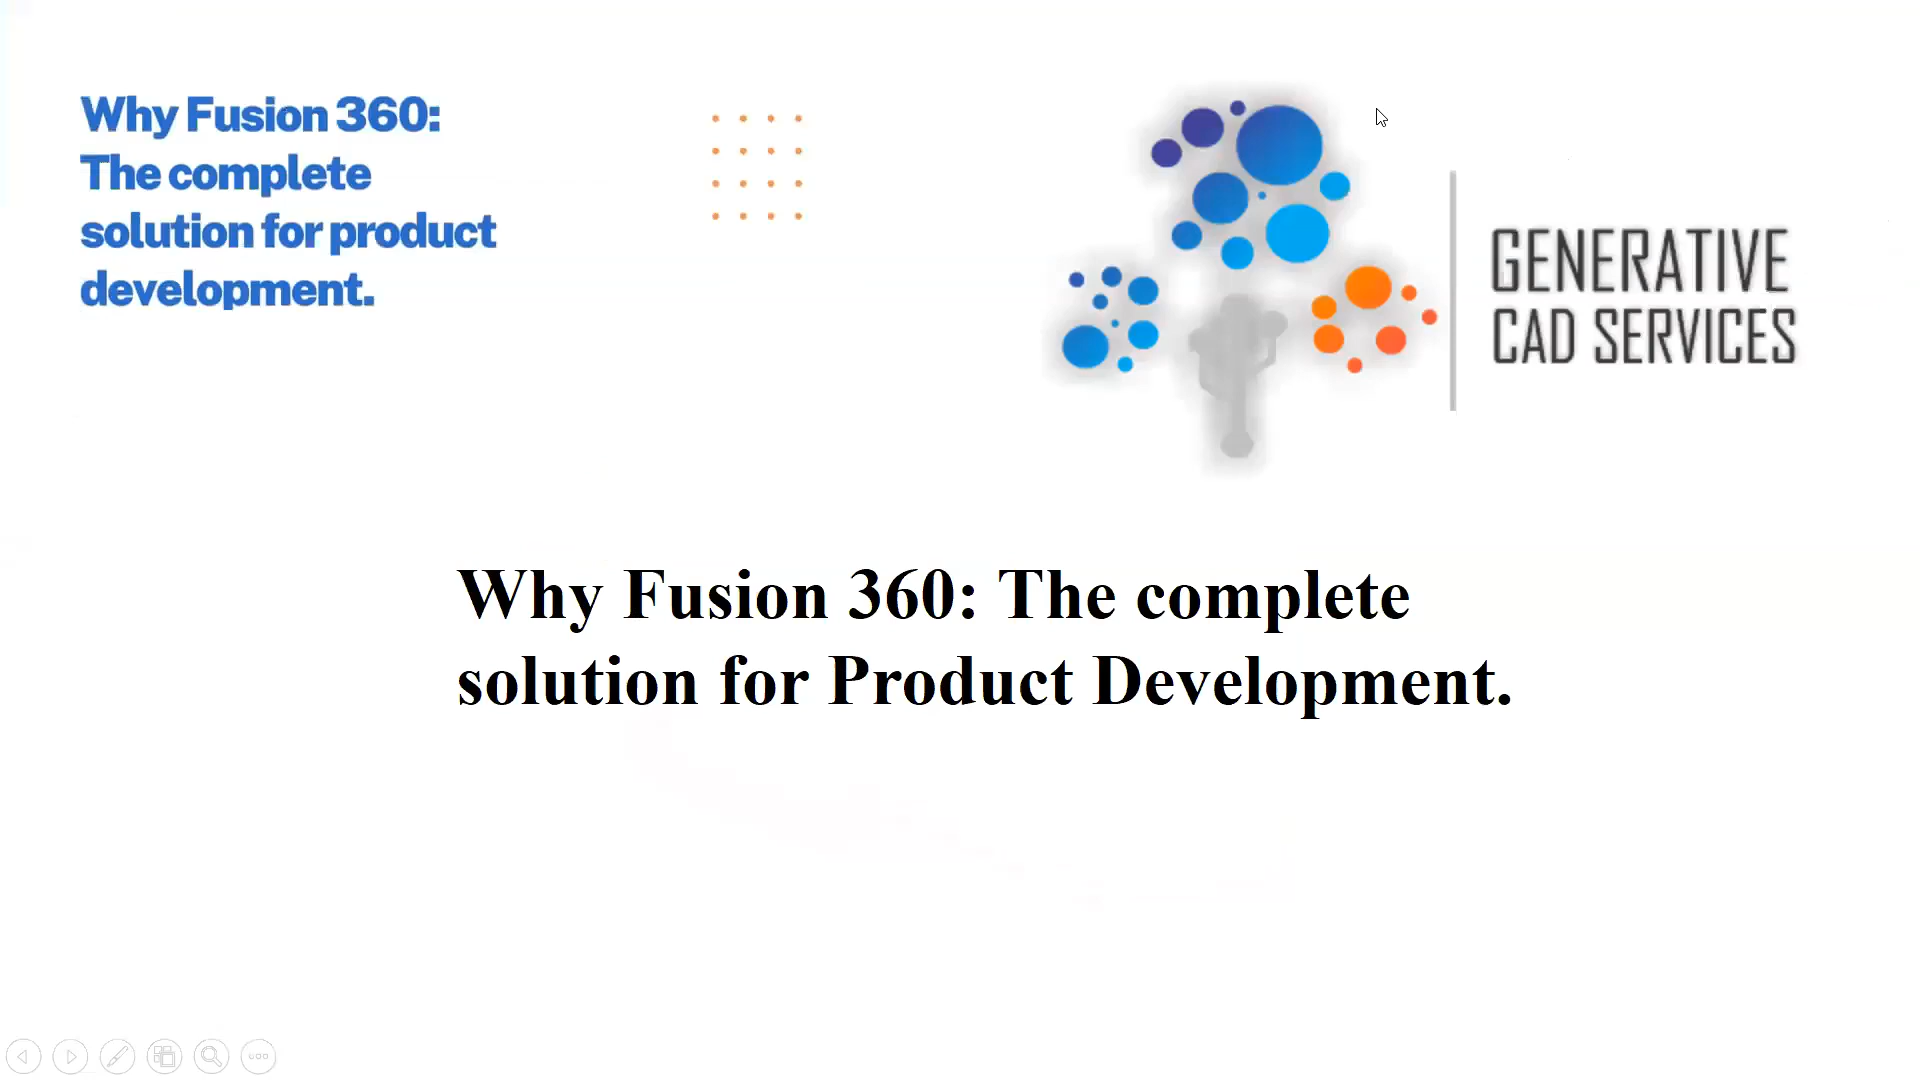 Why Fusion 360:
The complete
solution for product
development.
GENERATIVE
CAD SERVICES
Why Fusion 360: The complete
solution for Product Development.